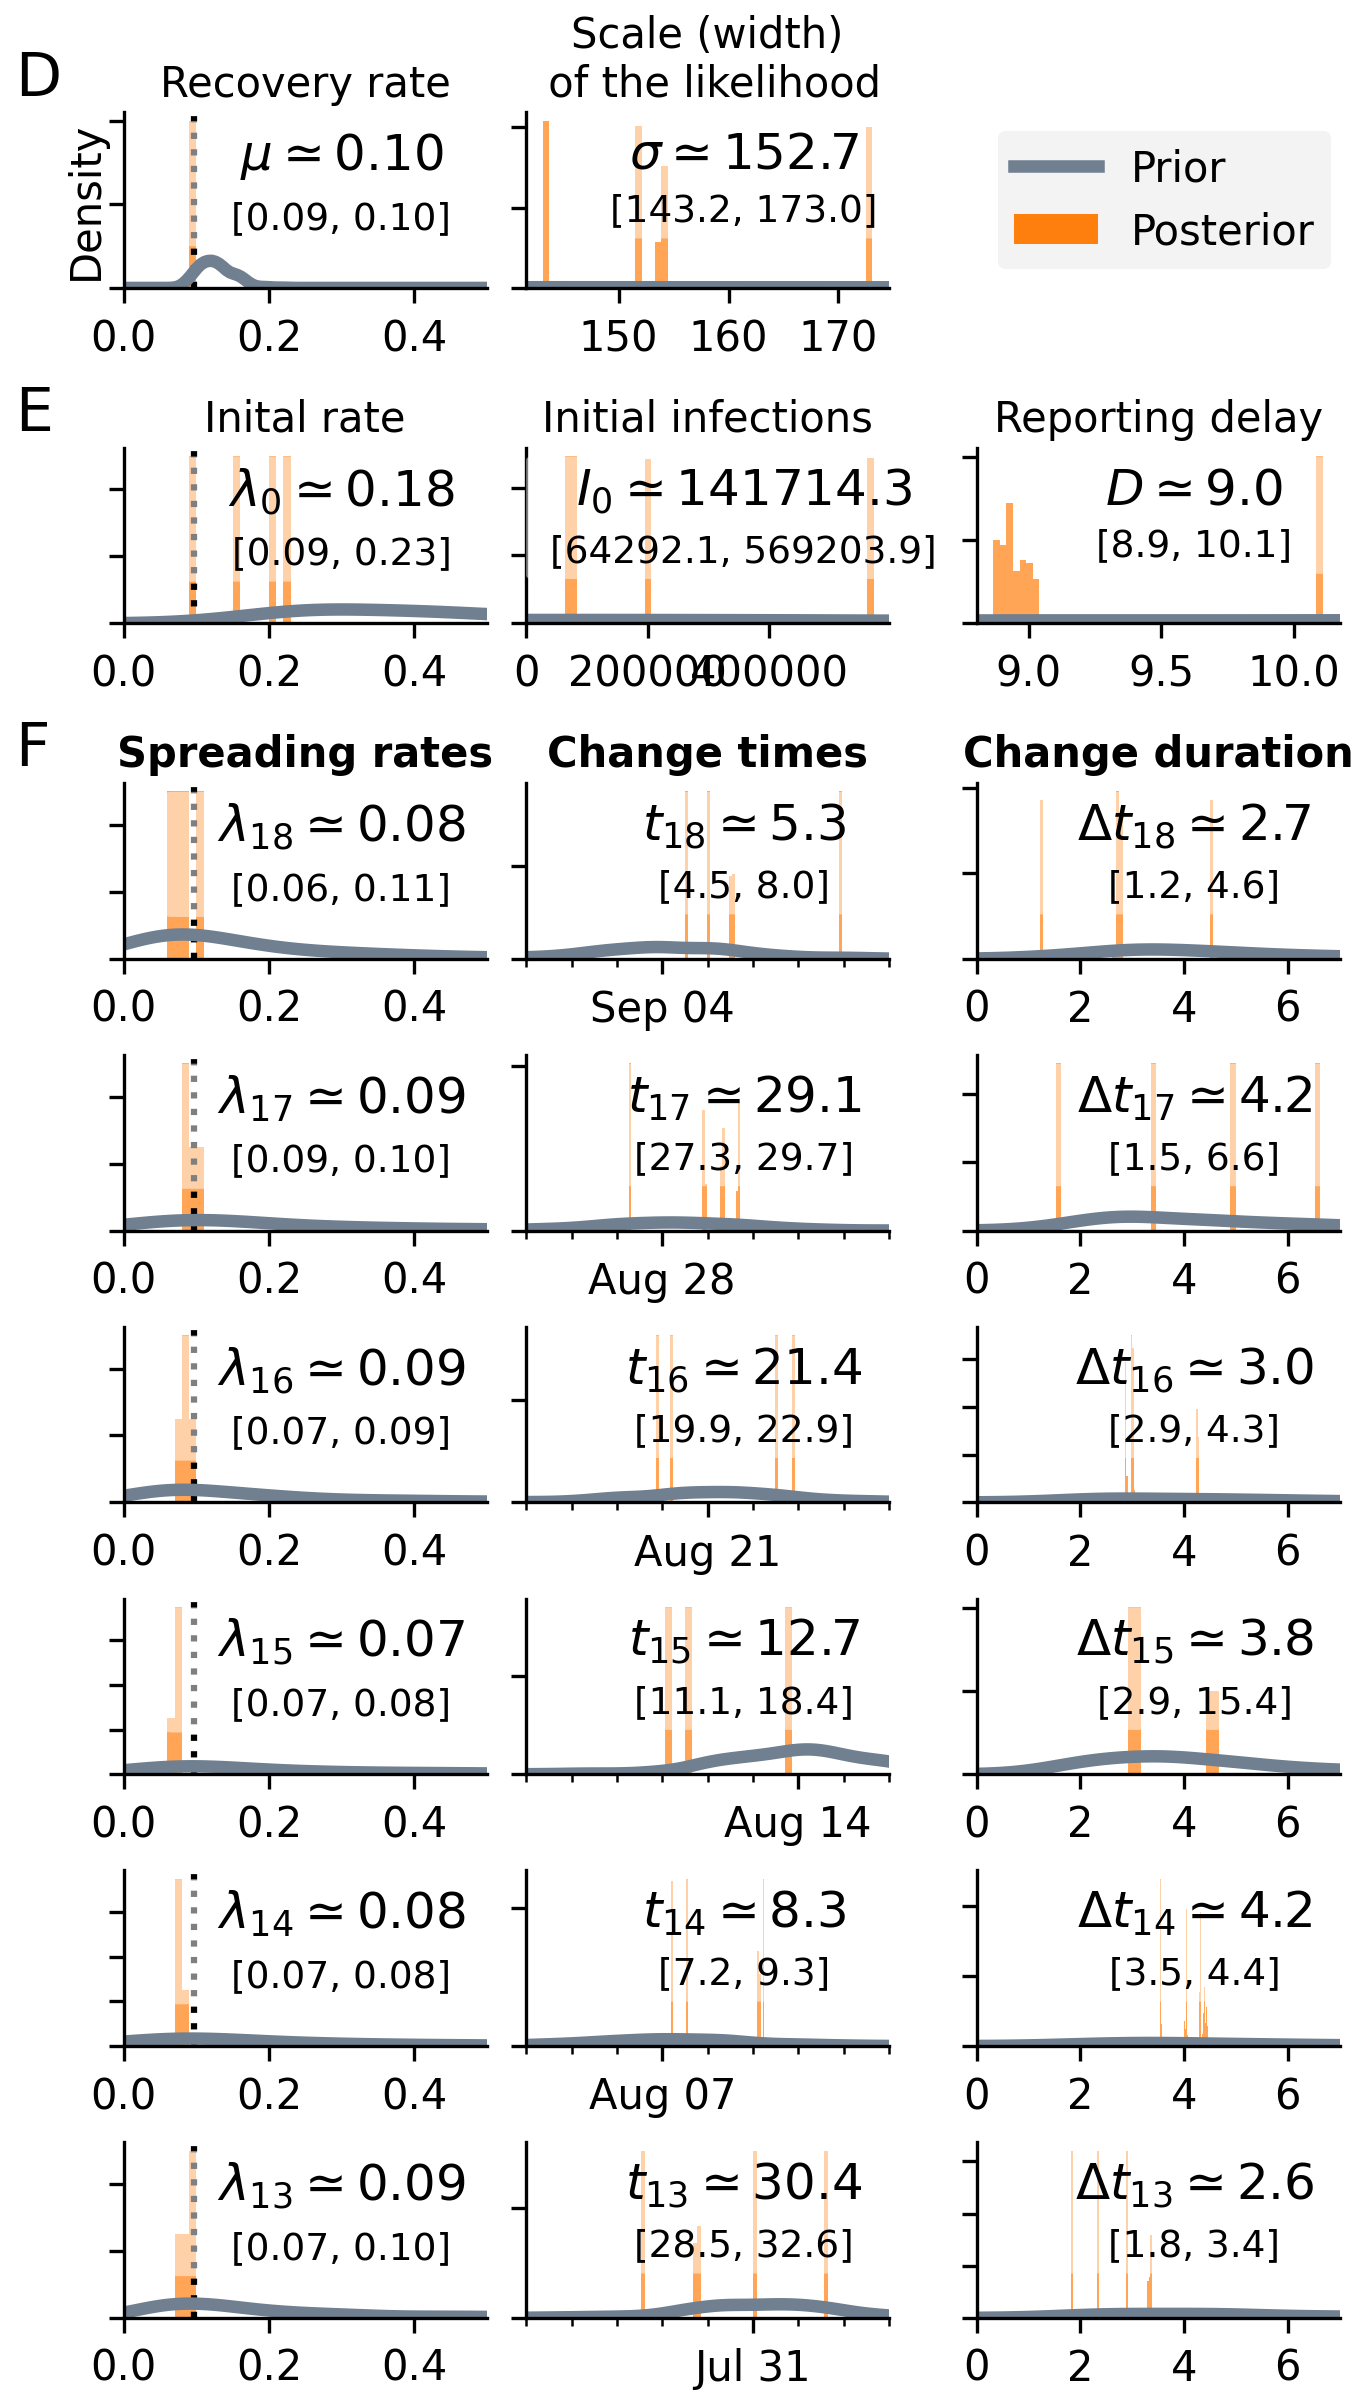 D
Recovery rate
Scale (width)
of the likelihood
Density
μ ≃ 0.10
[0.09, 0.10]
0.0 0.2 0.4
σ ≃ 152.7
[143.2, 173.0]
150 160 170
Prior
Posterior
E
Inital rate
λ0 ≃ 0.18
[0.09, 0.23]
0.0 0.2 0.4
Initial infections
I0 ≃ 141714.3
[64292.1, 569203.9]
0 200000 400000
Reporting delay
D ≃ 9.0
[8.9, 10.1]
9.0 9.5 10.0
F
Spreading rates
Change times
Change duration
λ18 ≃ 0.08
[0.06, 0.11]
0.0 0.2 0.4
t18 ≃ 5.3
[4.5, 8.0]
Sep 04
Δt18 ≃ 2.7
[1.2, 4.6]
0 2 4 6
λ17 ≃ 0.09
[0.09, 0.10]
0.0 0.2 0.4
t17 ≃ 29.1
[27.3, 29.7]
Aug 28
Δt17 ≃ 4.2
[1.5, 6.6]
0 2 4 6
λ16 ≃ 0.09
[0.07, 0.09]
0.0 0.2 0.4
t16 ≃ 21.4
[19.9, 22.9]
Aug 21
Δt16 ≃ 3.0
[2.9, 4.3]
0 2 4 6
λ15 ≃ 0.07
[0.07, 0.08]
0.0 0.2 0.4
t15 ≃ 12.7
[11.1, 18.4]
Aug 14
Δt15 ≃ 3.8
[2.9, 15.4]
0 2 4 6
λ14 ≃ 0.08
[0.07, 0.08]
0.0 0.2 0.4
t14 ≃ 8.3
[7.2, 9.3]
Aug 07
Δt14 ≃ 4.2
[3.5, 4.4]
0 2 4 6
λ13 ≃ 0.09
[0.07, 0.10]
0.0 0.2 0.4
t13 ≃ 30.4
[28.5, 32.6]
Jul 31
Δt13 ≃ 2.6
[1.8, 3.4]
0 2 4 6